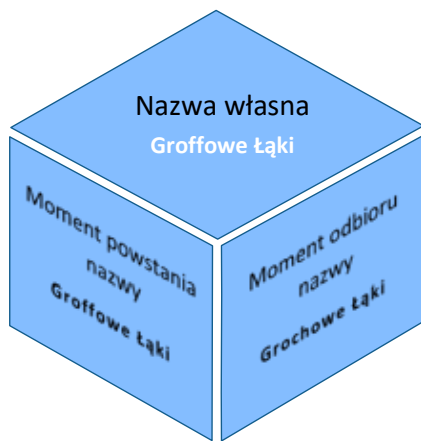 Nazwa własna
Groffowe Łąki
Moment powstania
nazwy
Groffowe Łąki
Moment odbioru
nazwy
Grochowe Łąki